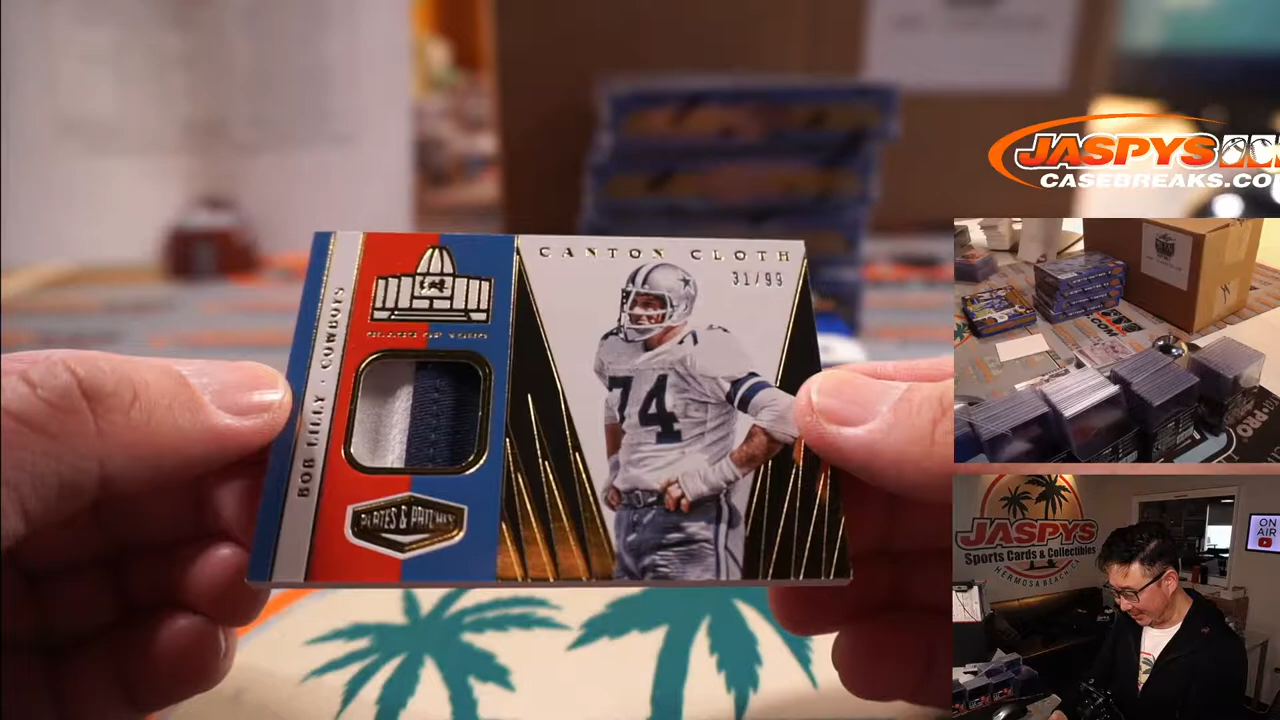 CANTON CLOTH
31/99
BOB LILLY · COWBOYS
74
PLATES & PATCHES
JASPYS
CASEBREAKS.CO
JASPYS
Sports Cards & Collectibles
HERMOSA BEACH, CA
ON
AIR